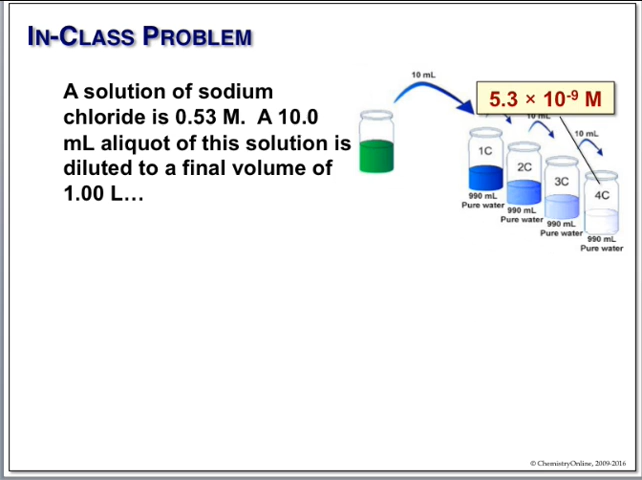 IN-CLASS PROBLEM
A solution of sodium
chloride is 0.53 M. A 10.0
mL aliquot of this solution is
diluted to a final volume of
1.00 L...
10 mL
5.3 × 10-9 M
10 mL
10 mL
1C
2C
3C
4C
990 mL
Pure water
990 mL
Pure water
990 mL
Pure water
990 mL
Pure water
© ChemistryOnline, 2009-2016